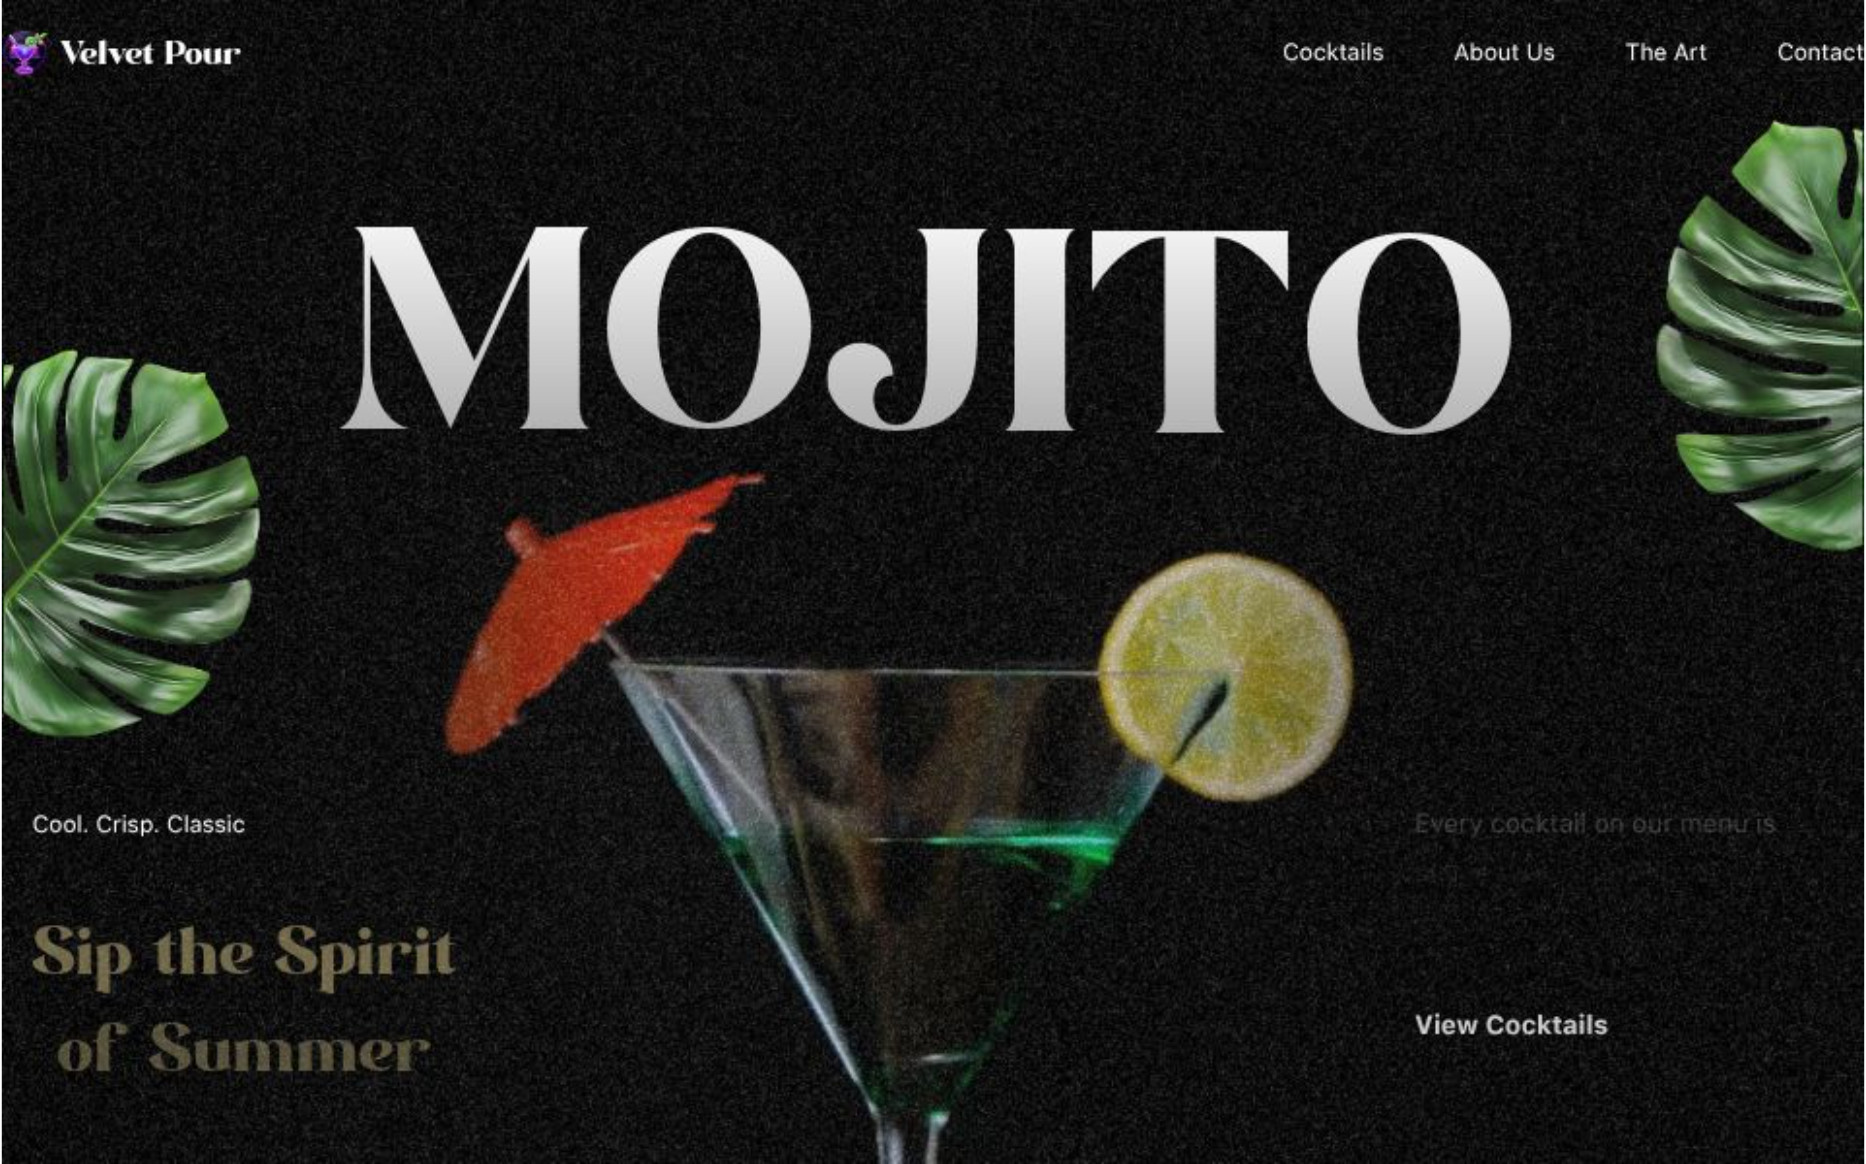 Velvet Pour
Cocktails
About Us
The Art
Contact
MOJITO
Cool. Crisp. Classic
Sip the Spirit
of Summer
Every cocktail on our menu is
View Cocktails